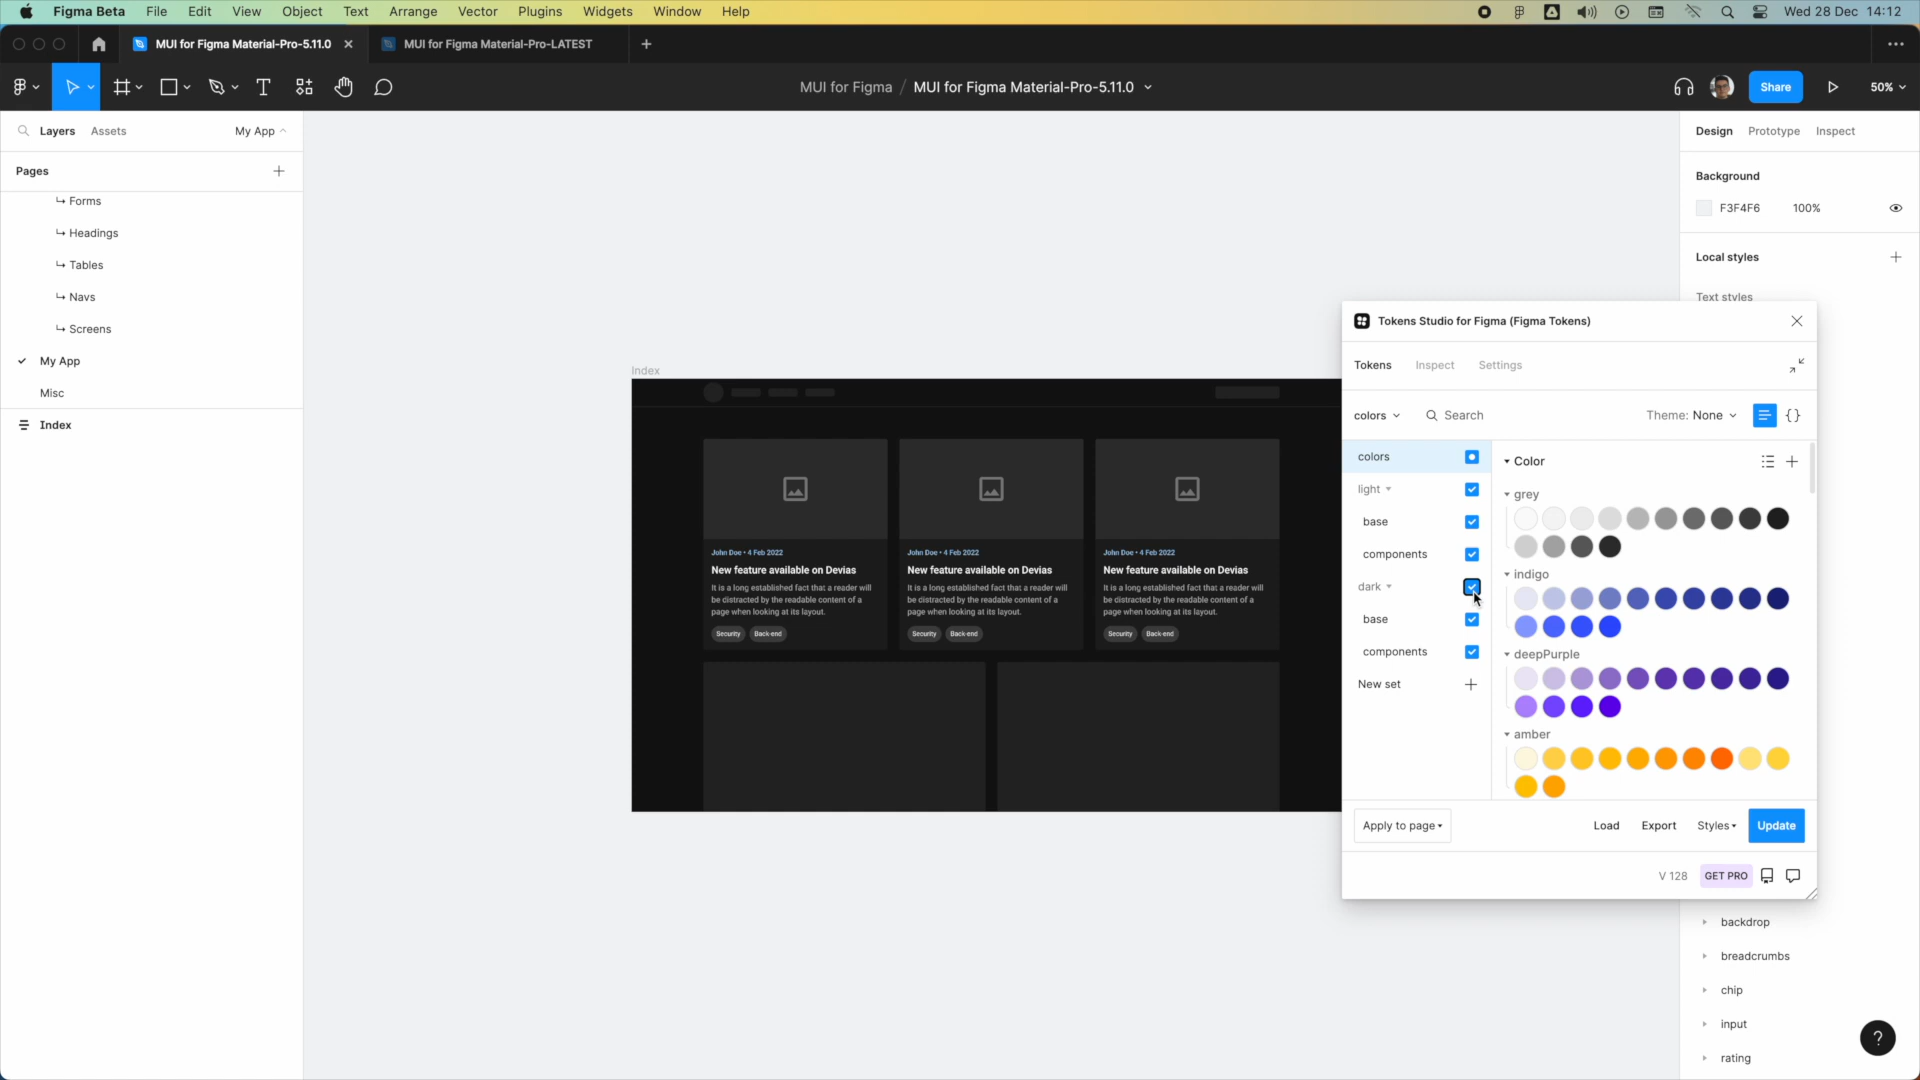 Figma Beta File Edit View Object Text Arrange Vector Plugins Widgets Window Help Wed 28 Dec 14:12
MUI for Figma Material-Pro-5.11.0 MUI for Figma Material-Pro-LATEST
MUI for Figma / MUI for Figma Material-Pro-5.11.0 Share 50%
Layers Assets My App
Design Prototype Inspect
Pages
Forms
Headings
Tables
Navs
Screens
My App
Misc
Index
Background
F3F4F6 100%
Local styles
Text styles
Index
John Doe • 4 Feb 2022
New feature available on Devias
It is a long established fact that a reader will
be distracted by the readable content of a
page when looking at its layout.
Security Back-end
John Doe • 4 Feb 2022
New feature available on Devias
It is a long established fact that a reader will
be distracted by the readable content of a
page when looking at its layout.
Security Back-end
John Doe • 4 Feb 2022
New feature available on Devias
It is a long established fact that a reader will
be distracted by the readable content of a
page when looking at its layout.
Security Back-end
Tokens Studio for Figma (Figma Tokens)
Tokens Inspect Settings
colors Search Theme: None {}
colors
light
base
components
dark
base
components
New set
Color
grey
indigo
deepPurple
amber
Apply to page Load Export Styles Update
V 128 GET PRO
backdrop
breadcrumbs
chip
input
rating
?